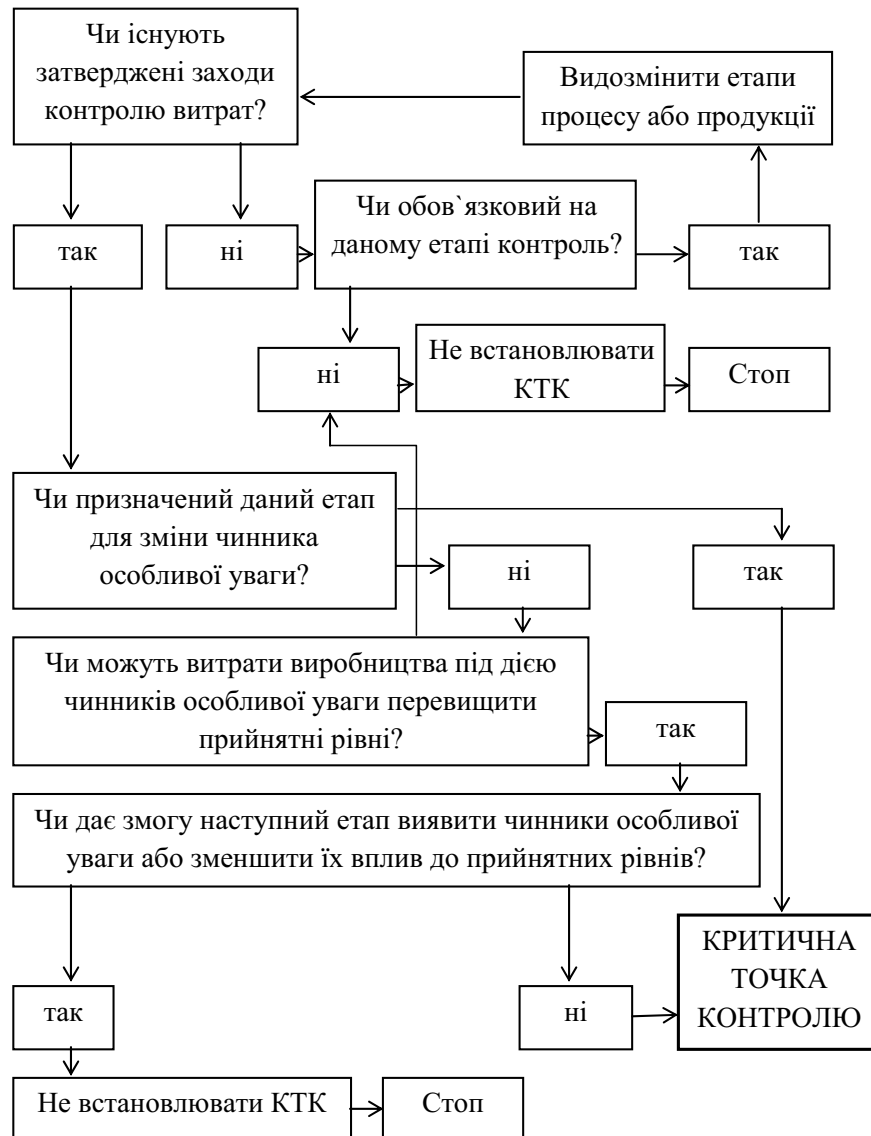 Чи існують
затверджені заходи
контролю витрат?
Видозмінити етапи
процесу або продукції
так
ні
Чи обов`язковий на
даному етапі контроль?
так
ні
Не встановлювати
КТК
Стоп
Чи призначений даний етап
для зміни чинника
особливої уваги?
ні
так
Чи можуть витрати виробництва під дією
чинників особливої уваги перевищити
прийнятні рівні?
так
Чи дає змогу наступний етап виявити чинники особливої
уваги або зменшити їх вплив до прийнятних рівнів?
так
ні
КРИТИЧНА
ТОЧКА
КОНТРОЛЮ
Не встановлювати КТК
Стоп